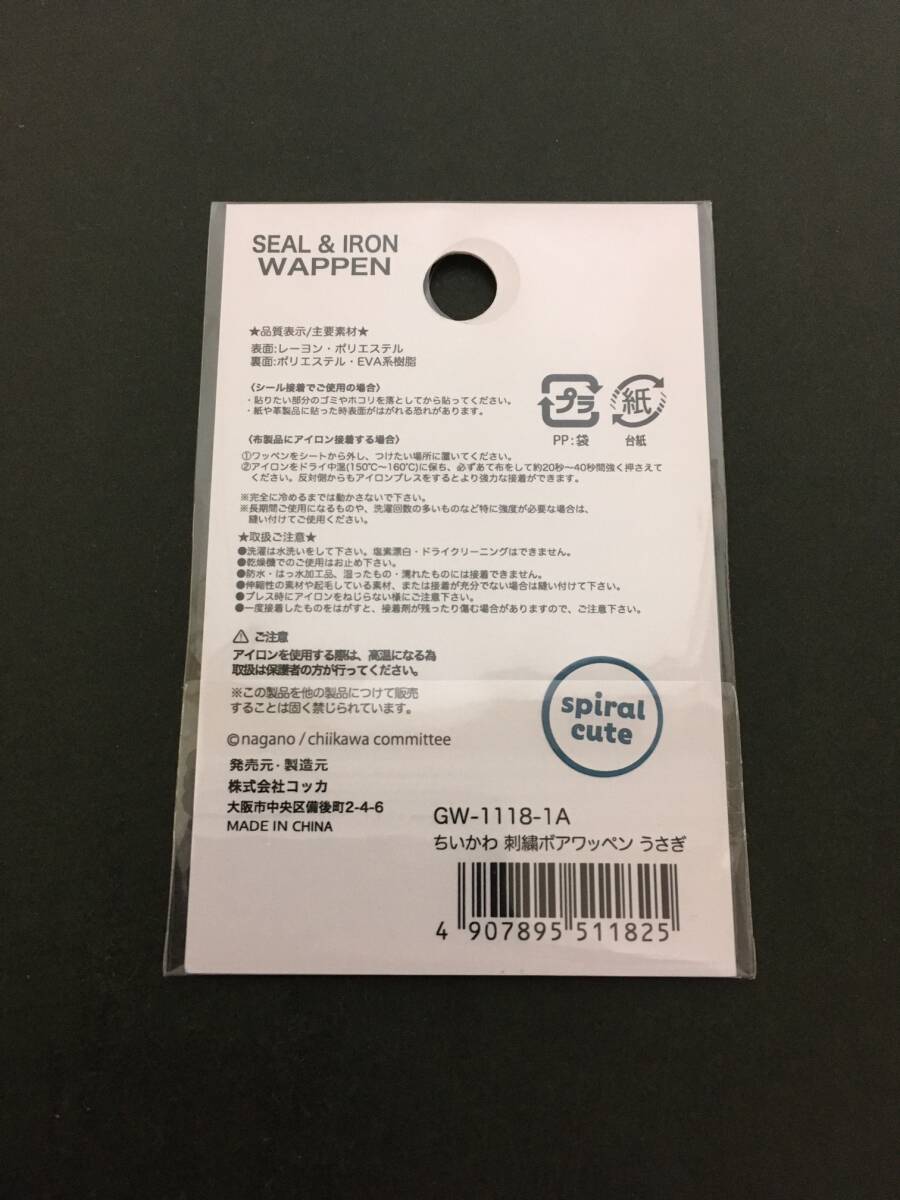 SEAL & IRON
WAPPEN
★品質表示/主要素材★
表面:レーヨン・ポリエステル
裏面:ポリエステル・EVA系樹脂
〈シール接着でご使用の場合〉
・貼りたい部分のゴミやホコリを落としてから貼ってください。
・紙や革製品に貼った時表面がはがれる恐れがあります。
プラ
PP:袋
紙
台紙
〈布製品にアイロン接着する場合〉
①ワッペンをシートから外し、つけたい場所に置いてください。
②アイロンをドライ中温(150℃～160℃)に保ち、必ずあて布をして約20秒～40秒間強く押さえて
ください。反対側からもアイロンプレスをするとより強力な接着ができます。
※完全に冷めるまでは動かさないで下さい。
※長期間ご使用になるものや、洗濯回数の多いものなど特に強度が必要な場合は、
縫い付けてご使用ください。
★取扱ご注意★
●洗濯は水洗いをして下さい。塩素漂白・ドライクリーニングはできません。
●乾燥機でのご使用はお止め下さい。
●防水・はっ水加工品、湿ったもの・濡れたものには接着できません。
●伸縮性の素材や起毛している素材、または接着が充分でない場合は縫い付けて下さい。
●プレス時にアイロンをねじらない様にご注意下さい。
●一度接着したものをはがすと、接着剤が残ったり傷む場合がありますので、ご注意下さい。
⚠ ご注意
アイロンを使用する際は、高温になる為
取扱は保護者の方が行ってください。
※この製品を他の製品につけて販売
することは固く禁じられています。
spiral
cute
©nagano / chiikawa committee
発売元・製造元
株式会社コッカ
大阪市中央区備後町2-4-6
MADE IN CHINA
GW-1118-1A
ちいかわ 刺繍ボアワッペン うさぎ
4 907895 511825